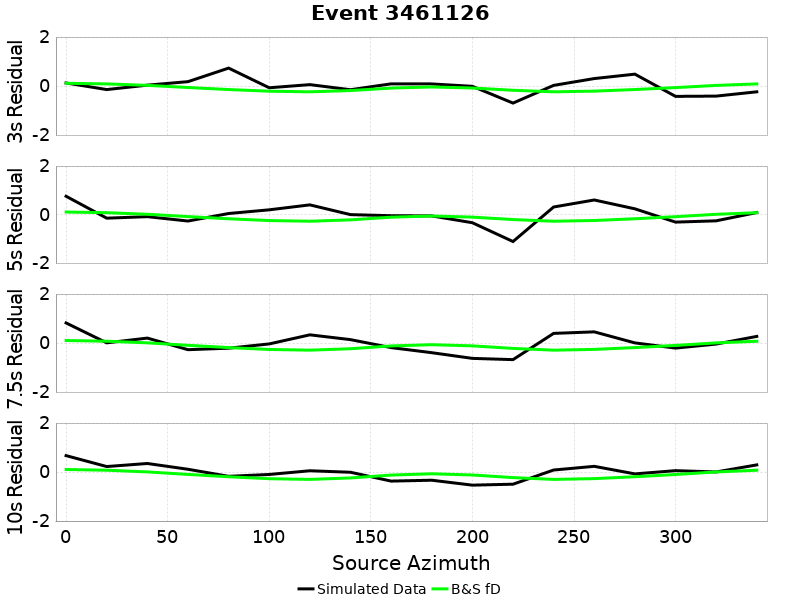 Event 3461126
3s Residual
2
0
-2
5s Residual
2
0
-2
7.5s Residual
2
0
-2
10s Residual
2
0
-2
0 50 100 150 200 250 300
Source Azimuth
Simulated Data B&S fD